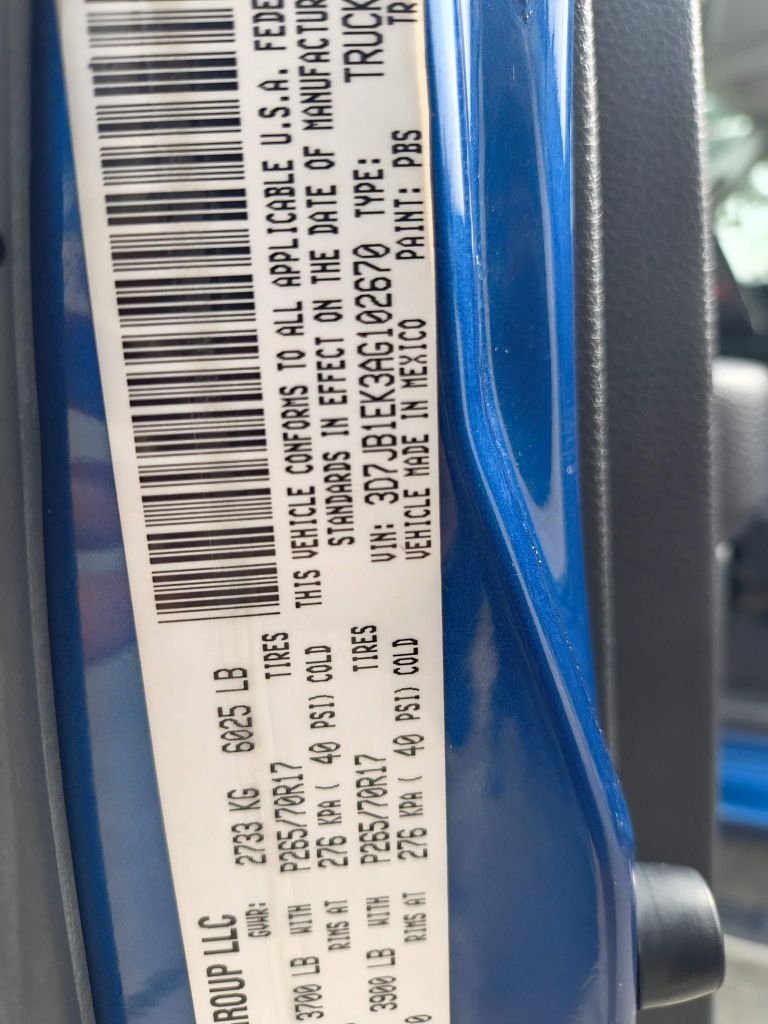 GROUP LLC
GVWR: 2733 KG 6025 LB
3700 LB WITH P265/70R17 TIRES
RIMS AT 276 KPA ( 40 PSI) COLD
3900 LB WITH P265/70R17 TIRES
RIMS AT 276 KPA ( 40 PSI) COLD
THIS VEHICLE CONFORMS TO ALL APPLICABLE U.S.A. FEDE
STANDARDS IN EFFECT ON THE DATE OF MANUFACTUR
VIN: 3D7JB1EK3AG102670 TYPE: TRUCK
VEHICLE MADE IN MEXICO PAINT: PBS TR